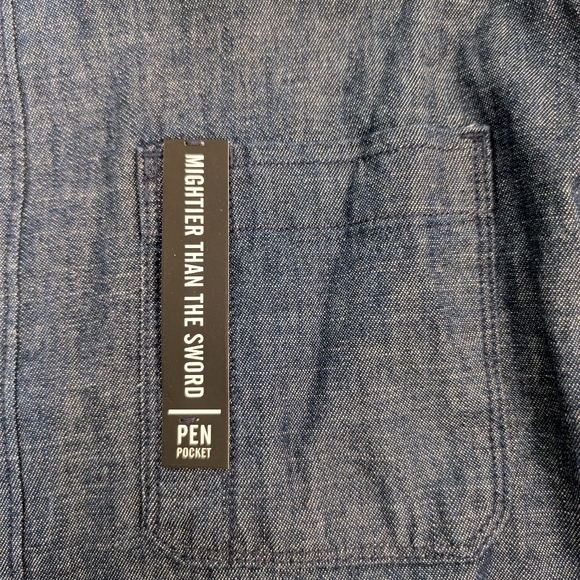 MIGHTIER THAN THE SWORD
PEN
POCKET